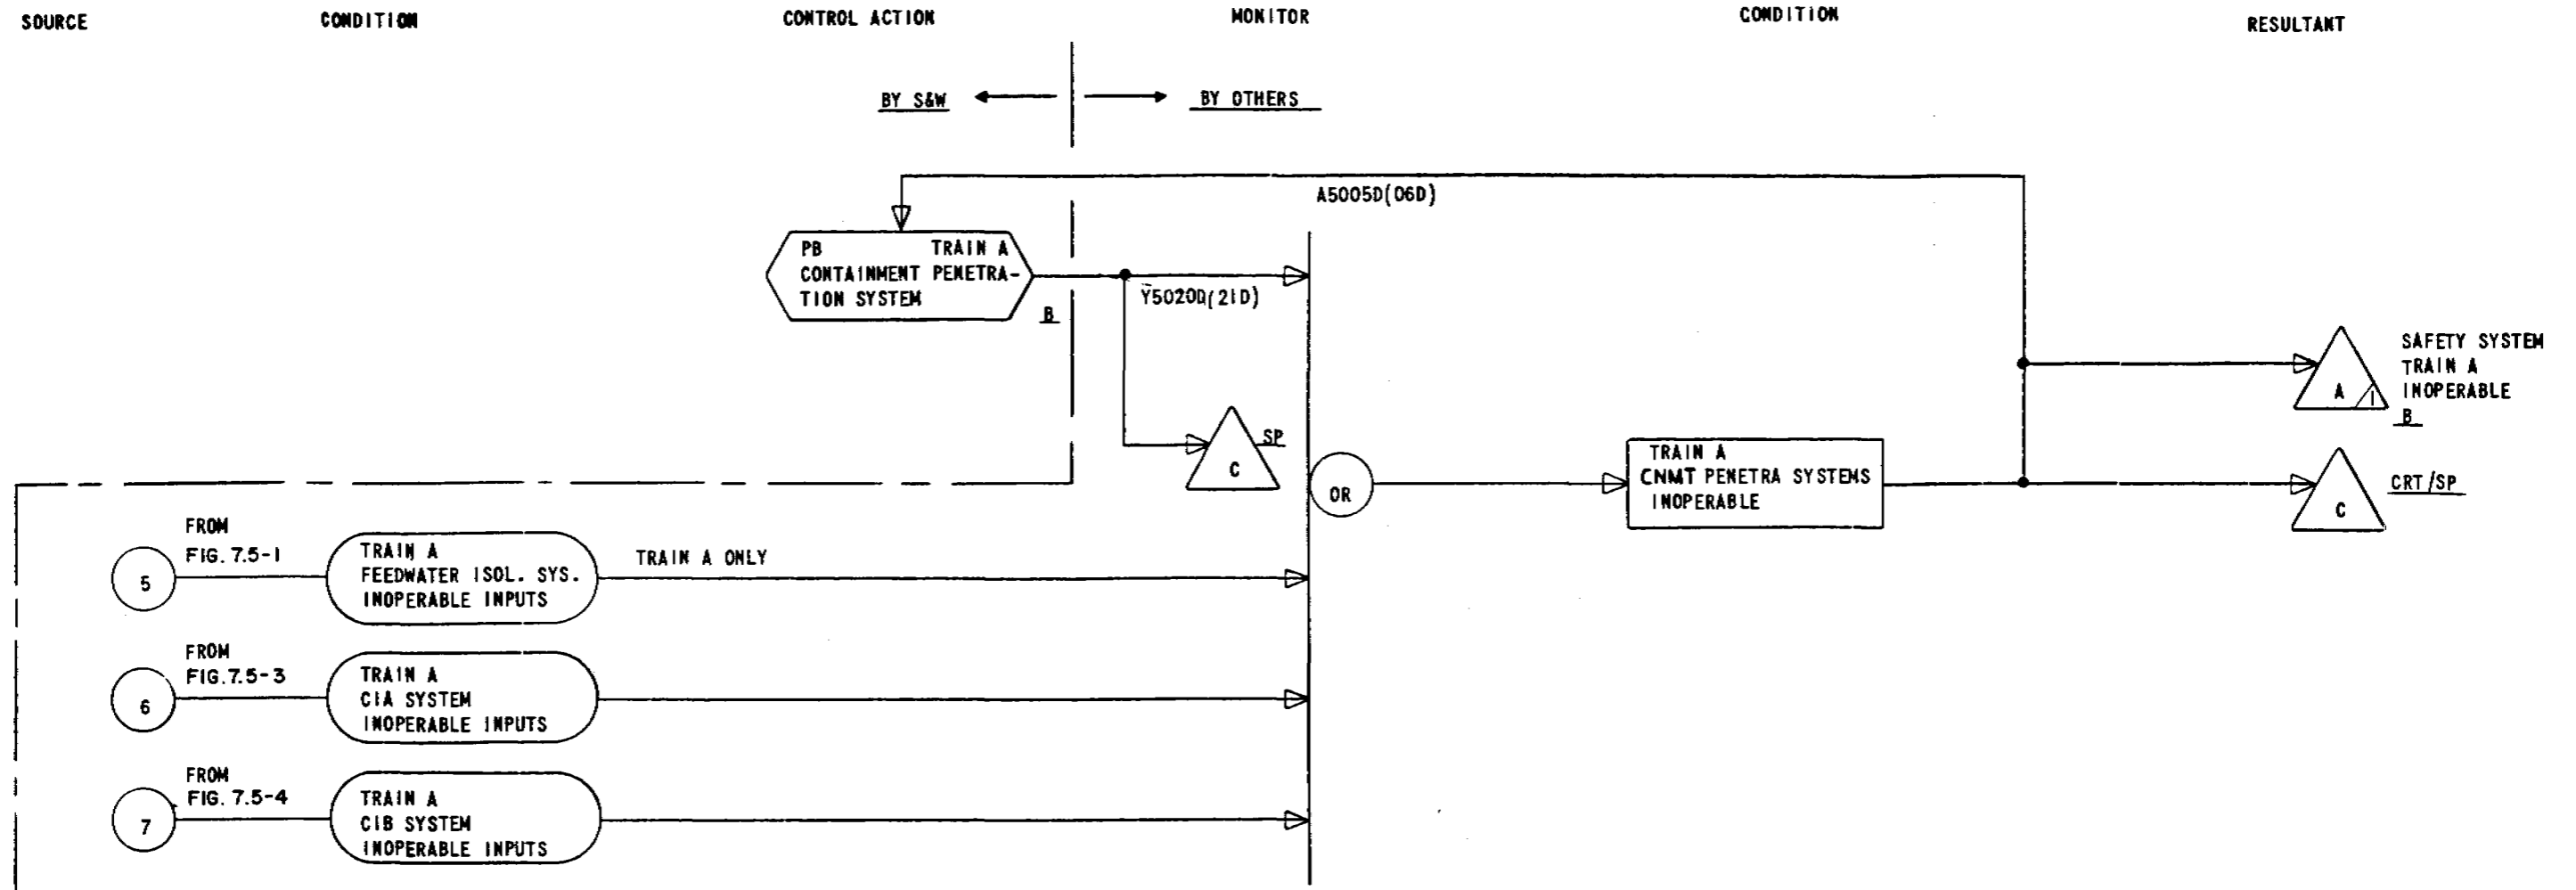 SOURCE CONDITION CONTROL ACTION MONITOR CONDITION RESULTANT
BY S&W BY OTHERS
A5005D(06D)
PB TRAIN A
CONTAINMENT PENETRA-
TION SYSTEM
B
Y5020D(21D)
SP
C
OR
TRAIN A
CNMT PENETRA SYSTEMS
INOPERABLE
A
1
SAFETY SYSTEM
TRAIN A
INOPERABLE
B
CRT/SP
C
5
FROM
FIG. 7.5-1
TRAIN A
FEEDWATER ISOL. SYS.
INOPERABLE INPUTS
TRAIN A ONLY
6
FROM
FIG.7.5-3
TRAIN A
CIA SYSTEM
INOPERABLE INPUTS
7
FROM
FIG. 7.5-4
TRAIN A
CIB SYSTEM
INOPERABLE INPUTS